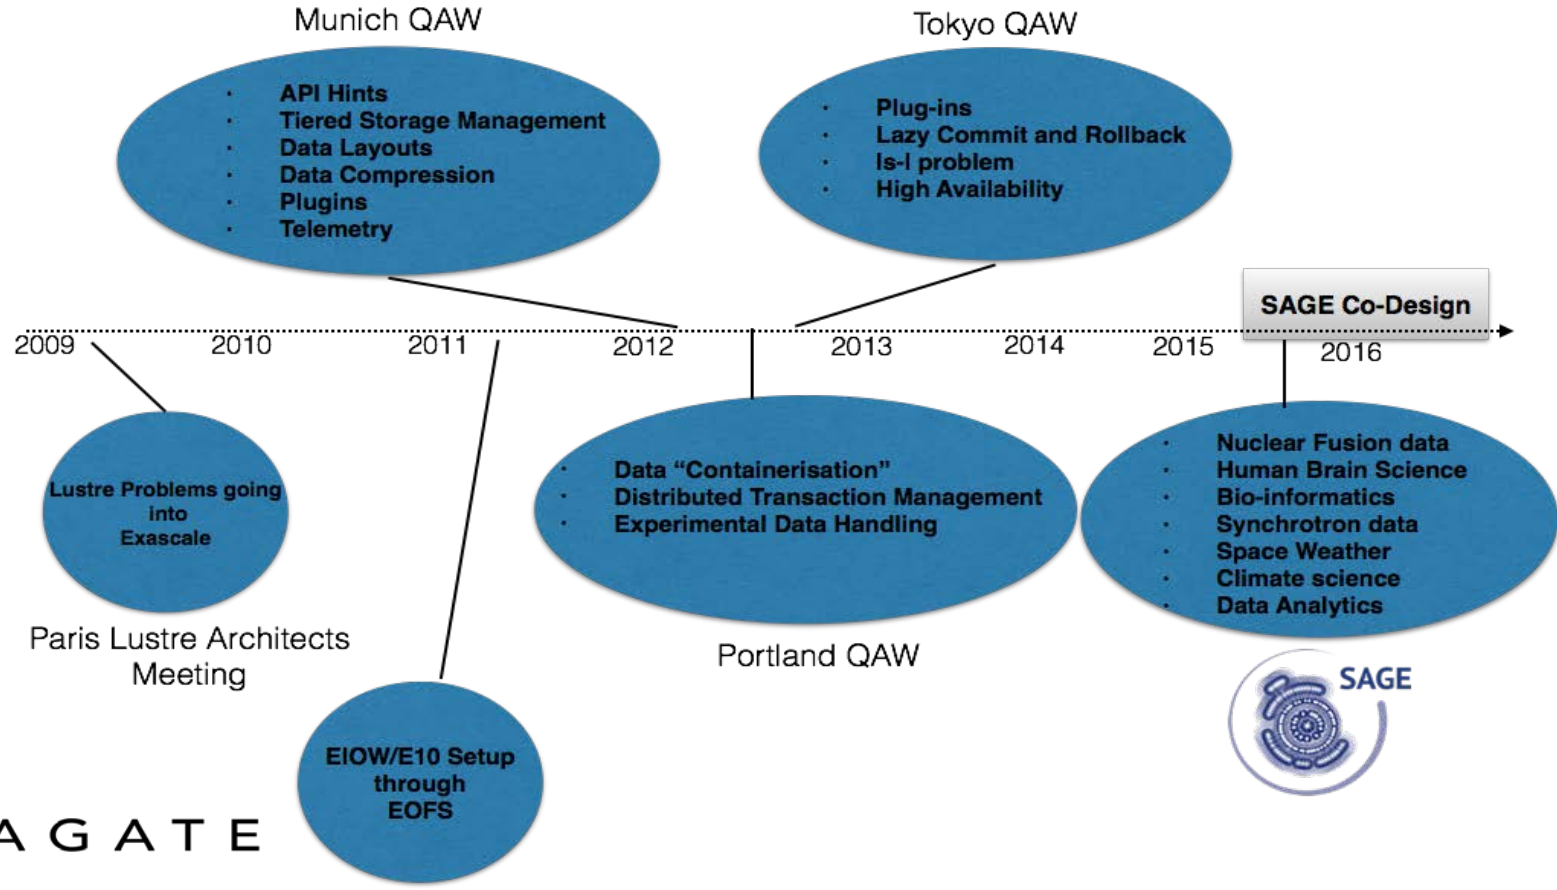 Munich QAW
Tokyo QAW
· API Hints
· Tiered Storage Management
· Data Layouts
· Data Compression
· Plugins
· Telemetry
· Plug-ins
· Lazy Commit and Rollback
· ls-l problem
· High Availability
SAGE Co-Design
2009
2010
2011
2012
2013
2014
2015
2016
Lustre Problems going
into
Exascale
Paris Lustre Architects
Meeting
EIOW/E10 Setup
through
EOFS
· Data “Containerisation”
· Distributed Transaction Management
· Experimental Data Handling
Portland QAW
· Nuclear Fusion data
· Human Brain Science
· Bio-informatics
· Synchrotron data
· Space Weather
· Climate science
· Data Analytics
SAGE
AGATE